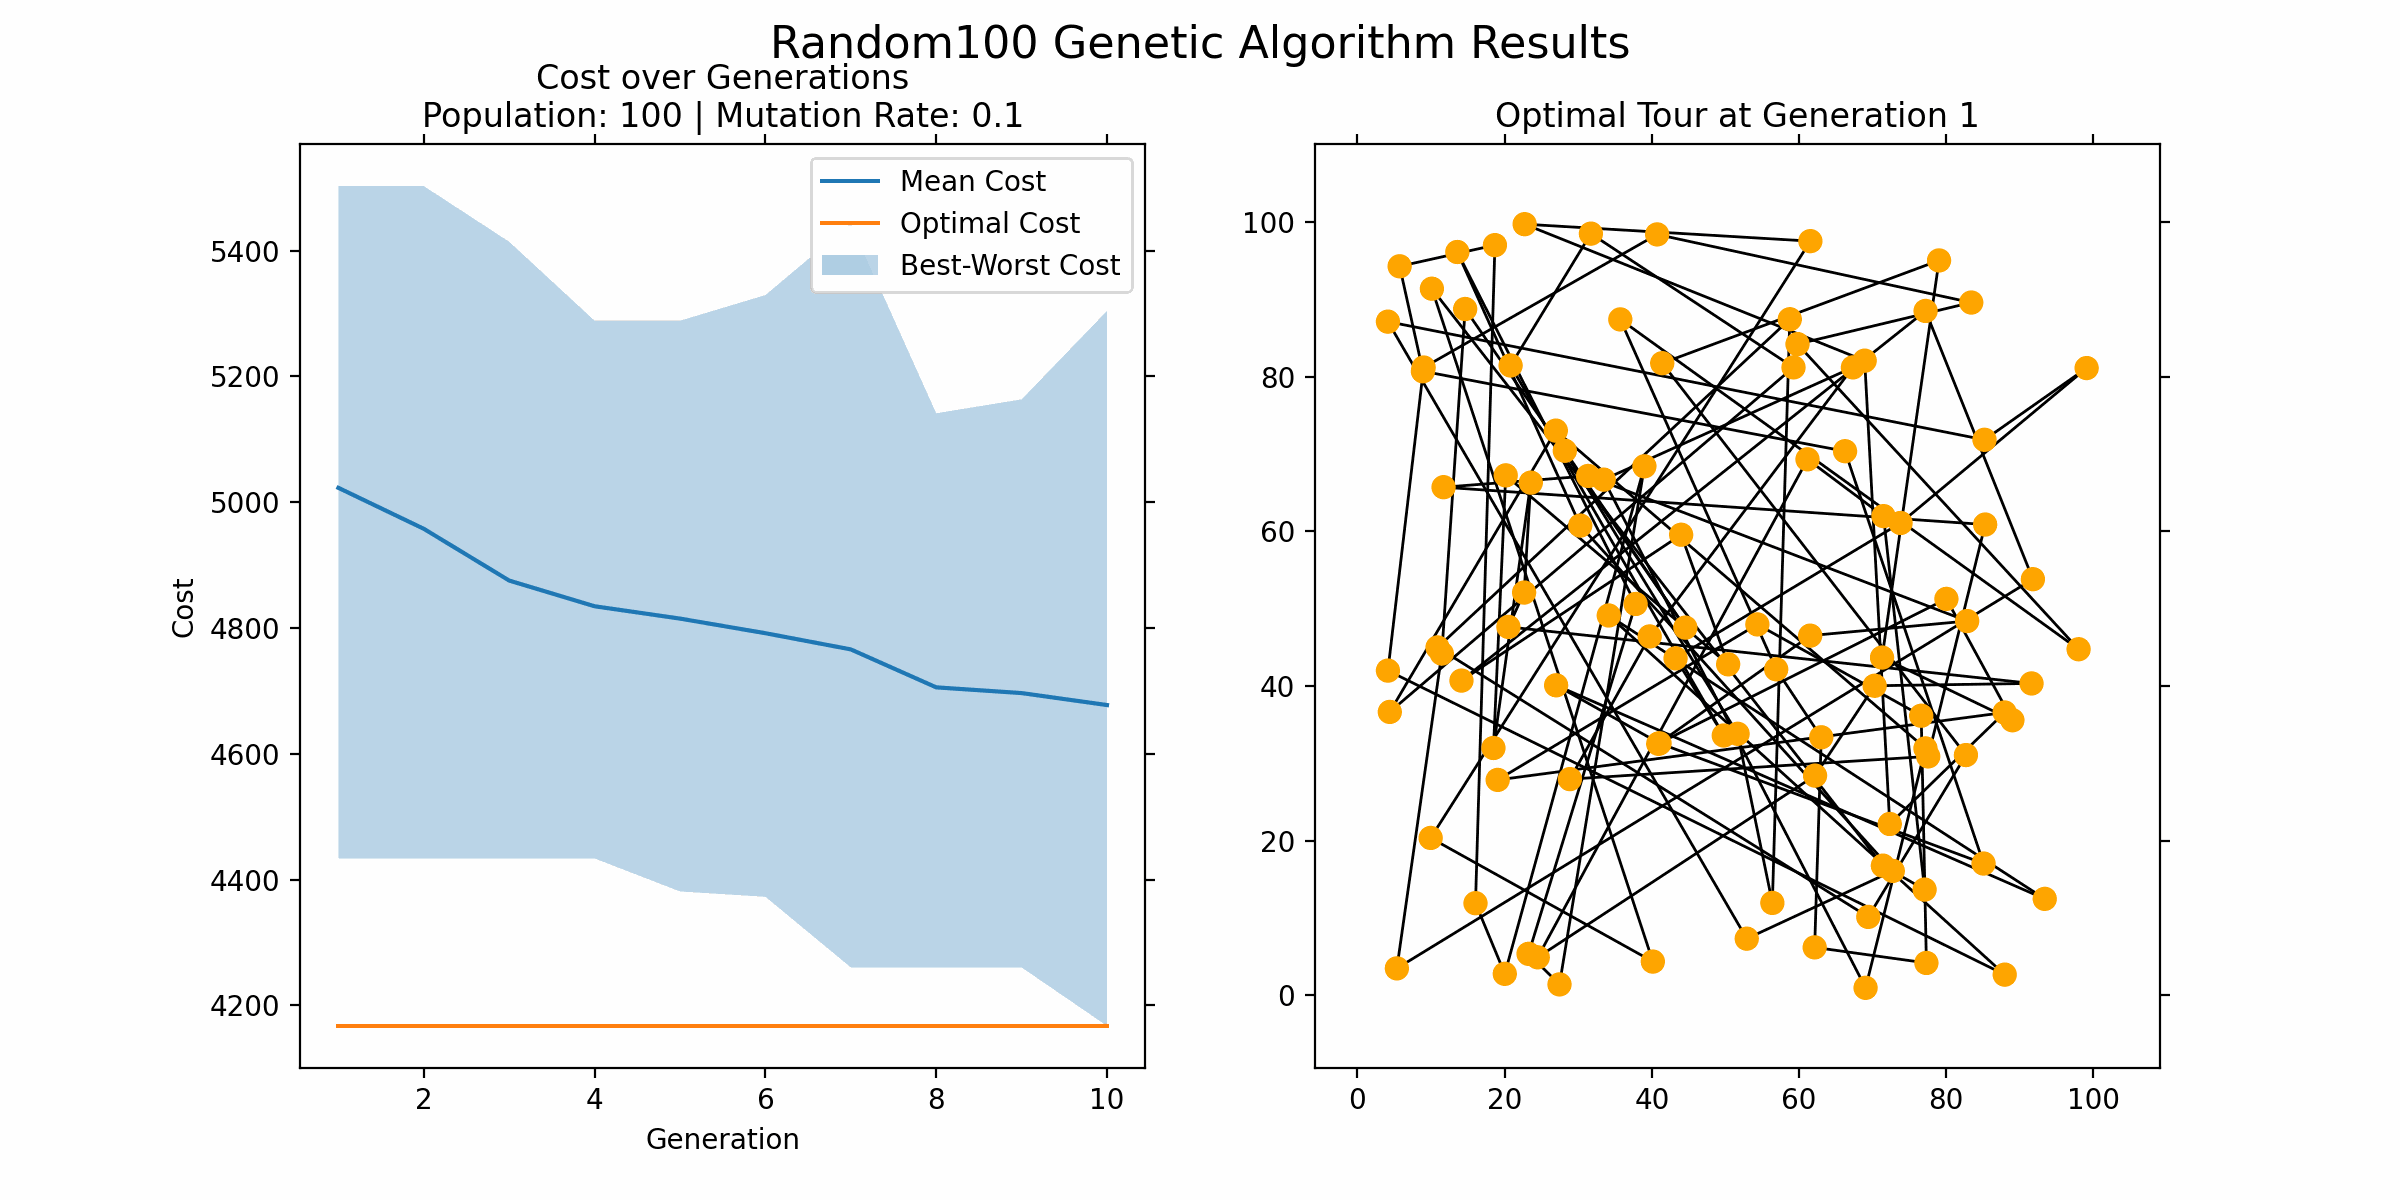 Random100 Genetic Algorithm Results
Cost over Generations
Population: 100 | Mutation Rate: 0.1
Mean Cost
Optimal Cost
Best-Worst Cost
5400
5200
5000
4800
4600
4400
4200
Cost
2 4 6 8 10
Generation
Optimal Tour at Generation 1
100
80
60
40
20
0
0 20 40 60 80 100